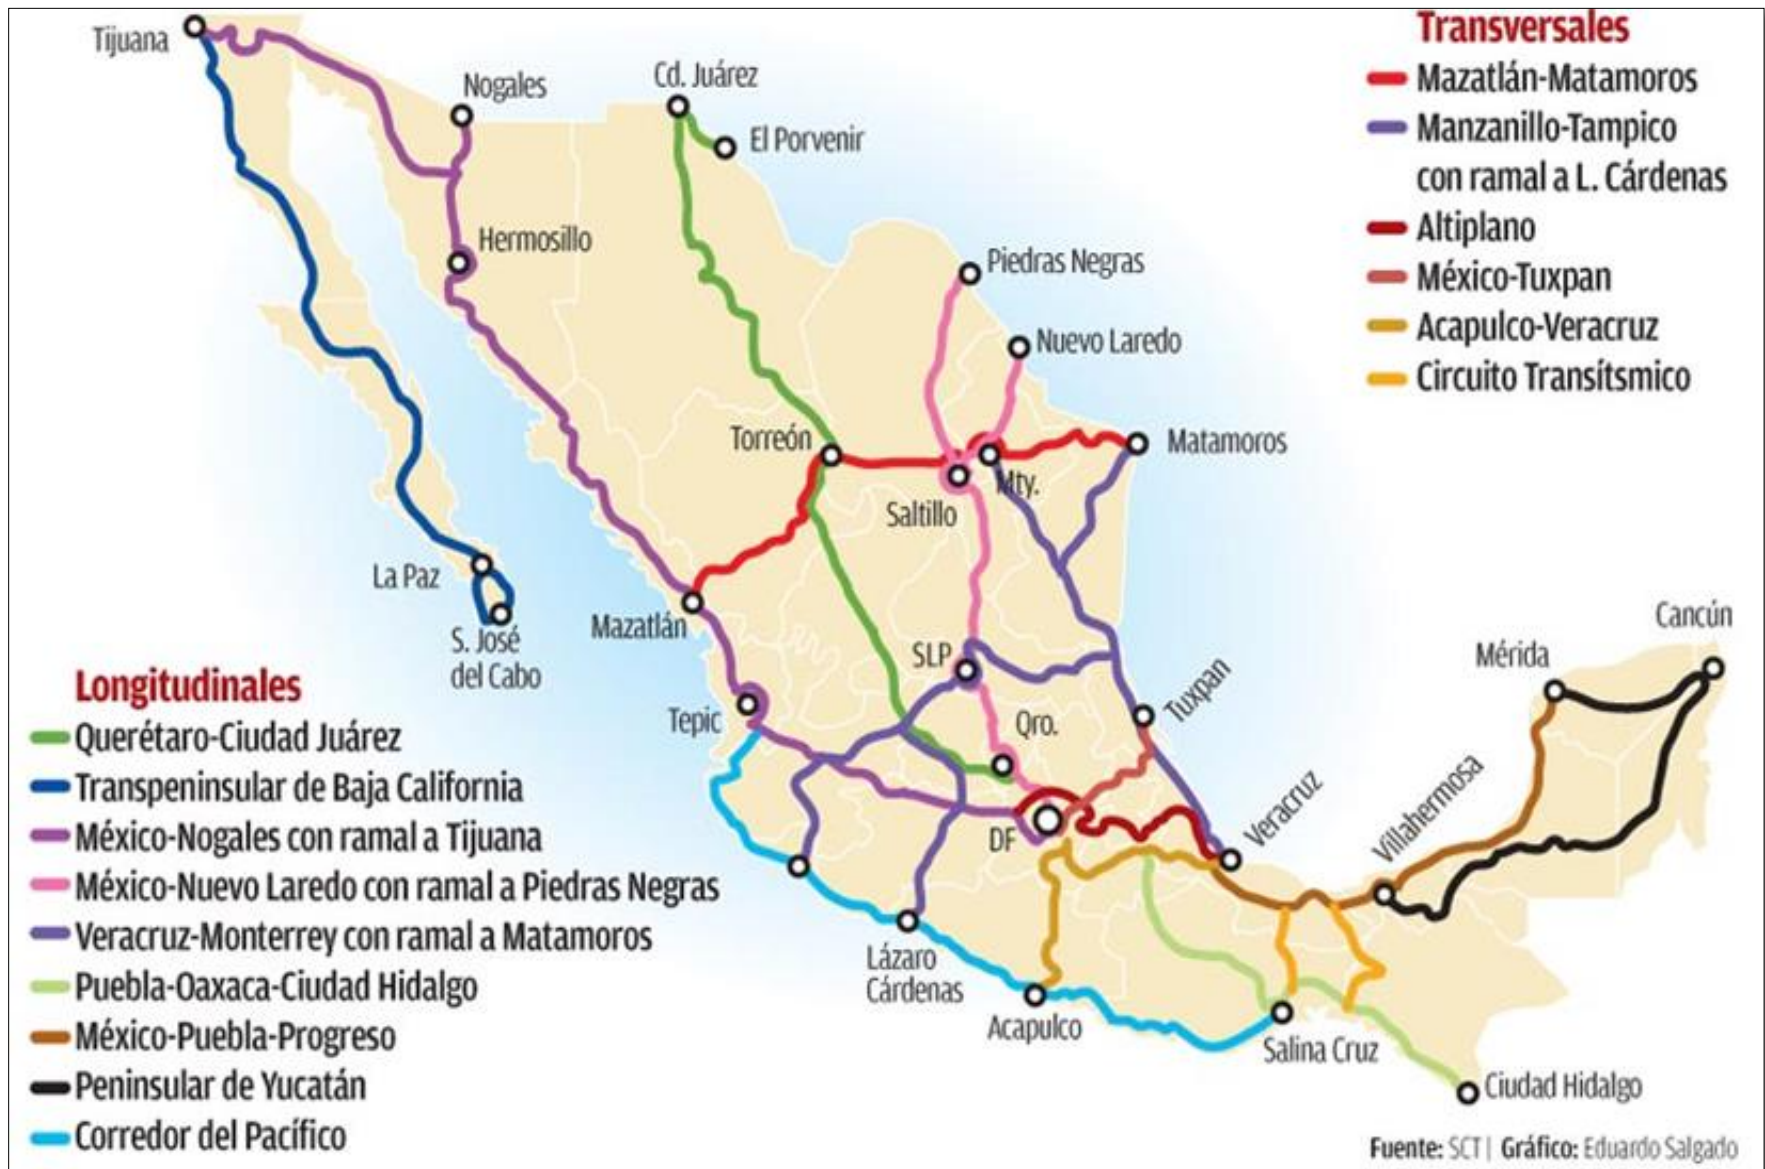 Tijuana
Nogales
Cd. Juárez
El Porvenir
Hermosillo
Piedras Negras
Nuevo Laredo
Torreón
Matamoros
Mty.
Saltillo
La Paz
S. José
del Cabo
Mazatlán
SLP
Tepic
Qro.
Tuxpan
DF
Veracruz
Villahermosa
Mérida
Cancún
Lázaro
Cárdenas
Acapulco
Salina Cruz
Ciudad Hidalgo
Transversales
Mazatlán-Matamoros
Manzanillo-Tampico
con ramal a L. Cárdenas
Altiplano
México-Tuxpan
Acapulco-Veracruz
Circuito Transítsmico
Longitudinales
Querétaro-Ciudad Juárez
Transpeninsular de Baja California
México-Nogales con ramal a Tijuana
México-Nuevo Laredo con ramal a Piedras Negras
Veracruz-Monterrey con ramal a Matamoros
Puebla-Oaxaca-Ciudad Hidalgo
México-Puebla-Progreso
Peninsular de Yucatán
Corredor del Pacífico
Fuente: SCT | Gráfico: Eduardo Salgado